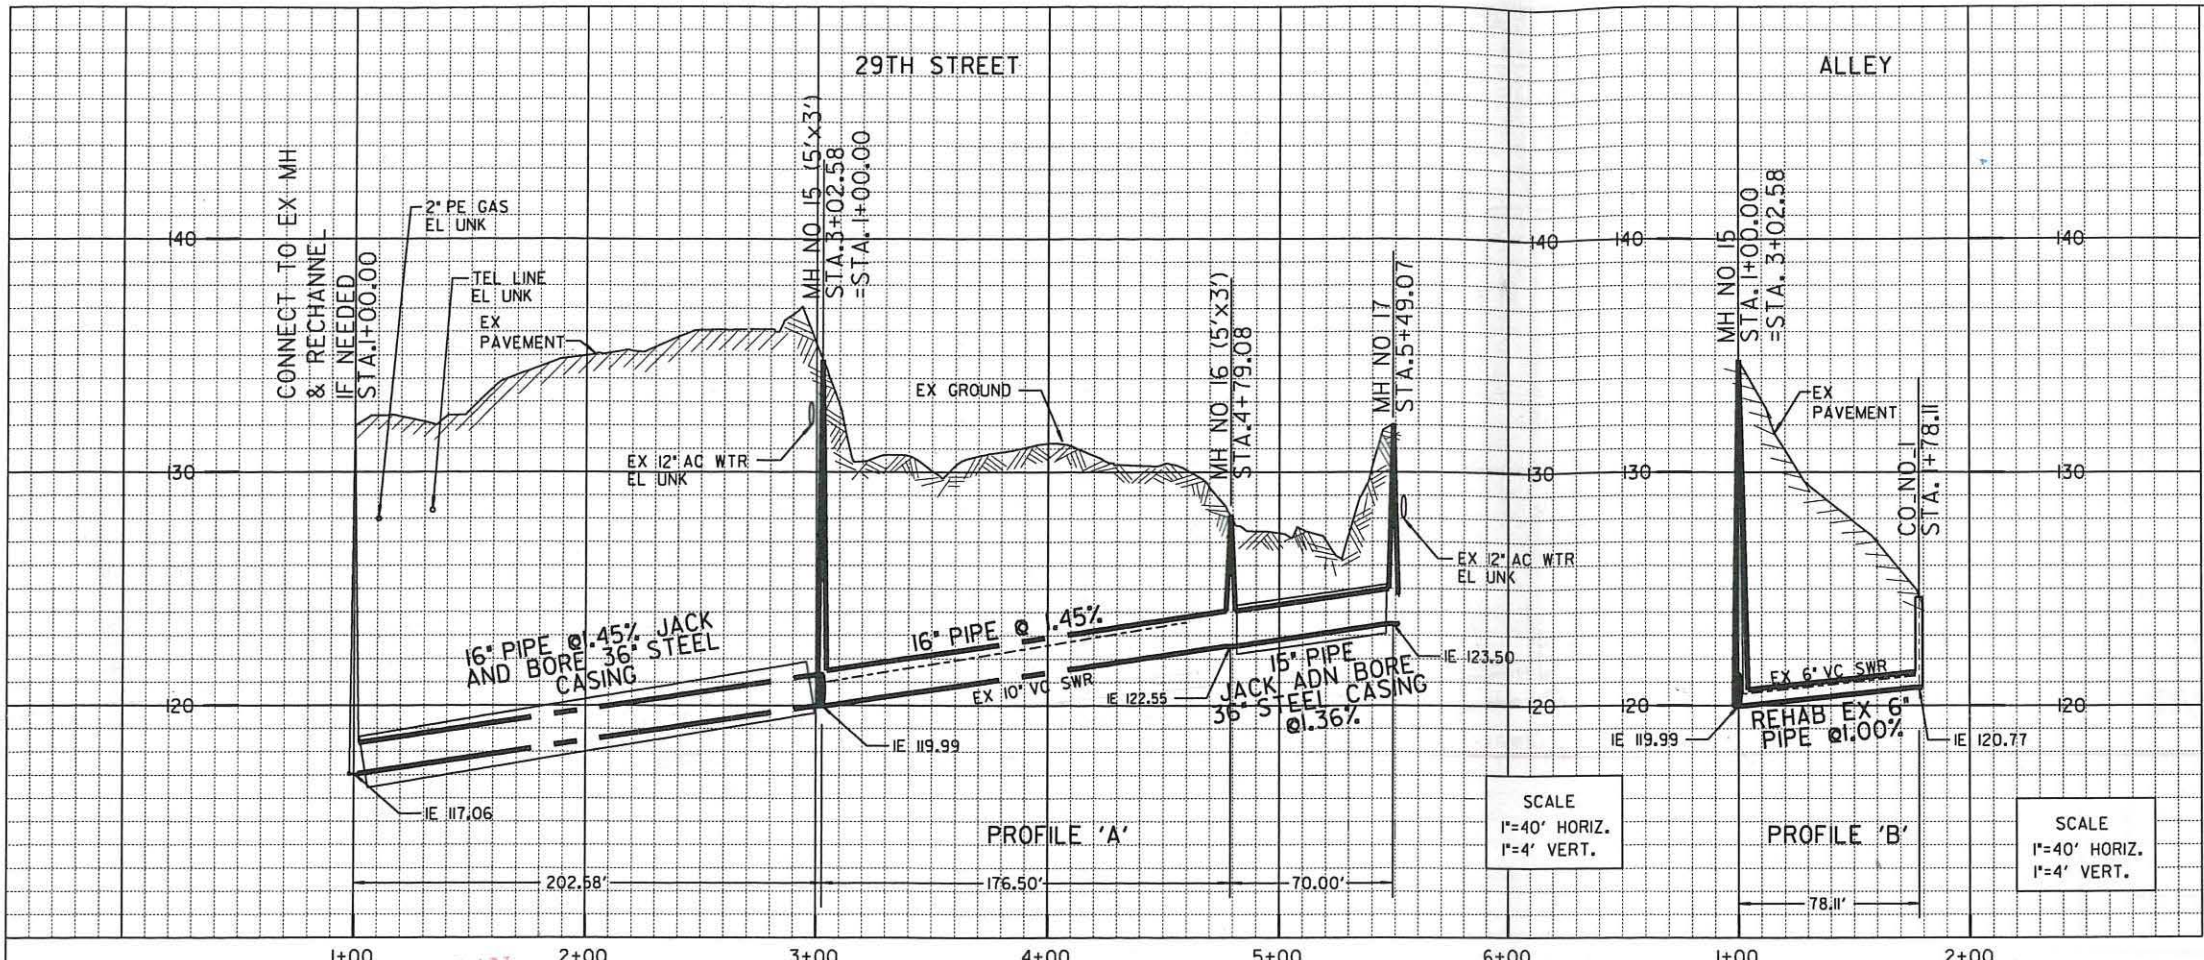 29TH STREET
ALLEY
CONNECT TO EX MH
& RECHANNEL
IF NEEDED
STA.1+00.00
2" PE GAS
EL UNK
TEL LINE
EL UNK
EX
PAVEMENT
MH NO 15 (5'x3')
STA.3+02.58
=STA.1+00.00
EX 12" AC WTR
EL UNK
EX GROUND
MH NO 16 (5'x3')
STA.4+79.08
MH NO 17
STA.5+49.07
EX 12" AC WTR
EL UNK
140
130
120
140
130
120
16" PIPE @1.45% JACK
AND BORE 36" STEEL
CASING
16" PIPE @ 1.45%
EX 10" VC SWR
15" PIPE
JACK ADN BORE
36" STEEL CASING
@1.36%
IE 117.06
IE 119.99
IE 122.55
IE 123.50
PROFILE 'A'
SCALE
1"=40' HORIZ.
1"=4' VERT.
202.58'
176.50'
70.00'
1+00
2+00
3+00
4+00
5+00
6+00
140
130
120
MH NO 15
STA.1+00.00
=STA. 3+02.58
EX
PAVEMENT
CO NO 1
STA. 1+78.11
140
130
120
EX 6" VC SWR
REHAB EX 6"
PIPE @1.00%
IE 119.99
IE 120.77
PROFILE 'B'
SCALE
1"=40' HORIZ.
1"=4' VERT.
78.11'
1+00
2+00